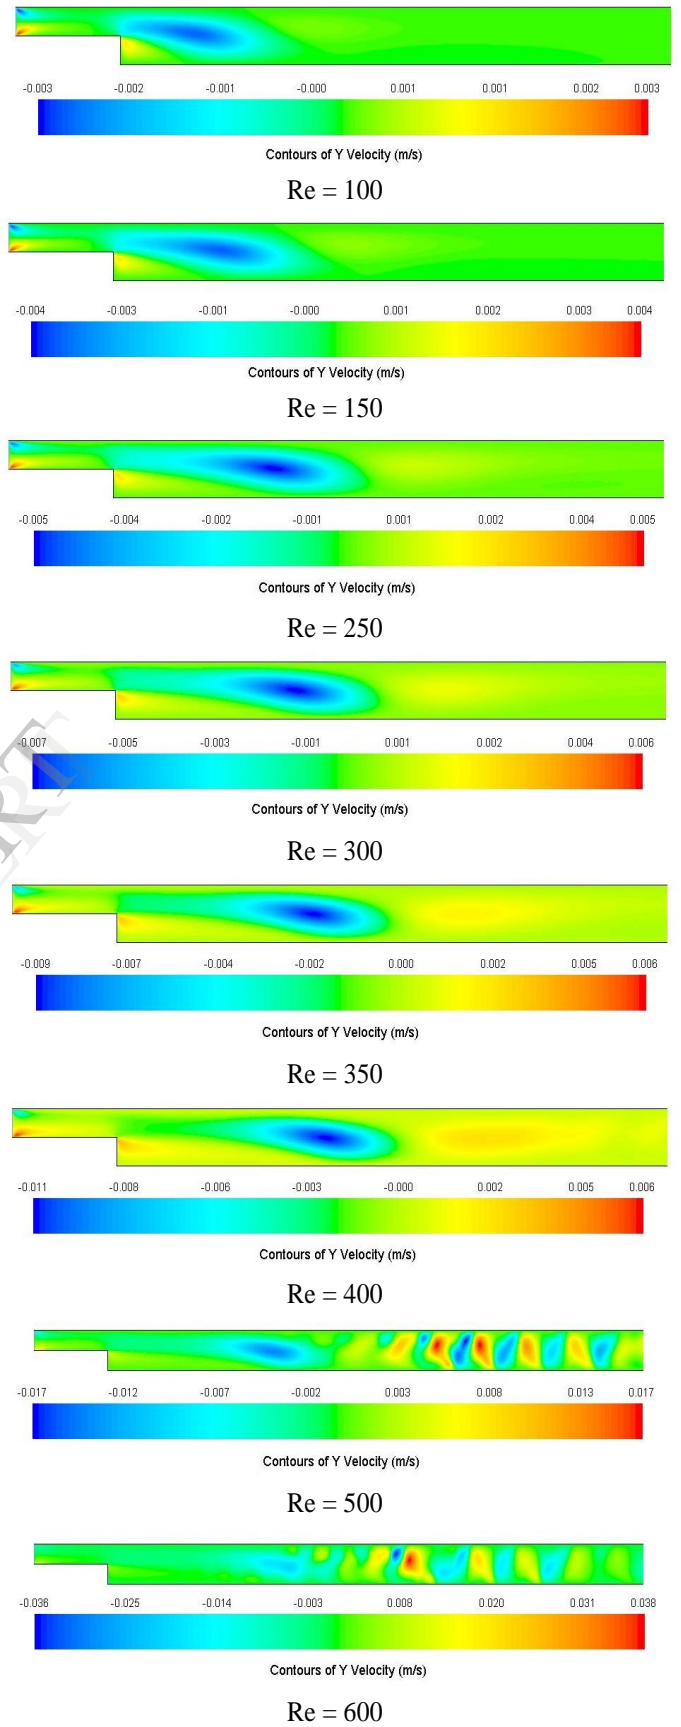 -0.003 -0.002 -0.001 -0.000 0.001 0.001 0.002 0.003
Contours of Y Velocity (m/s)
Re = 100
-0.004 -0.003 -0.001 -0.000 0.001 0.002 0.003 0.004
Contours of Y Velocity (m/s)
Re = 150
-0.005 -0.004 -0.002 -0.001 0.001 0.002 0.004 0.005
Contours of Y Velocity (m/s)
Re = 250
-0.007 -0.005 -0.003 -0.001 0.001 0.002 0.004 0.006
Contours of Y Velocity (m/s)
Re = 300
-0.009 -0.007 -0.004 -0.002 0.000 0.002 0.005 0.006
Contours of Y Velocity (m/s)
Re = 350
-0.011 -0.008 -0.006 -0.003 -0.000 0.002 0.005 0.006
Contours of Y Velocity (m/s)
Re = 400
-0.017 -0.012 -0.007 -0.002 0.003 0.008 0.013 0.017
Contours of Y Velocity (m/s)
Re = 500
-0.036 -0.025 -0.014 -0.003 0.008 0.020 0.031 0.038
Contours of Y Velocity (m/s)
Re = 600